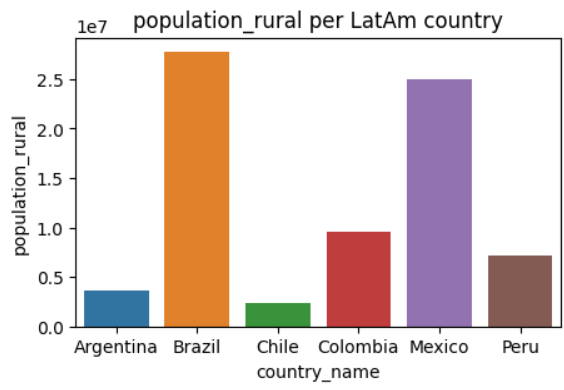 population_rural per LatAm country
1e7
population_rural
2.5
2.0
1.5
1.0
0.5
0.0
Argentina Brazil Chile Colombia Mexico Peru
country_name